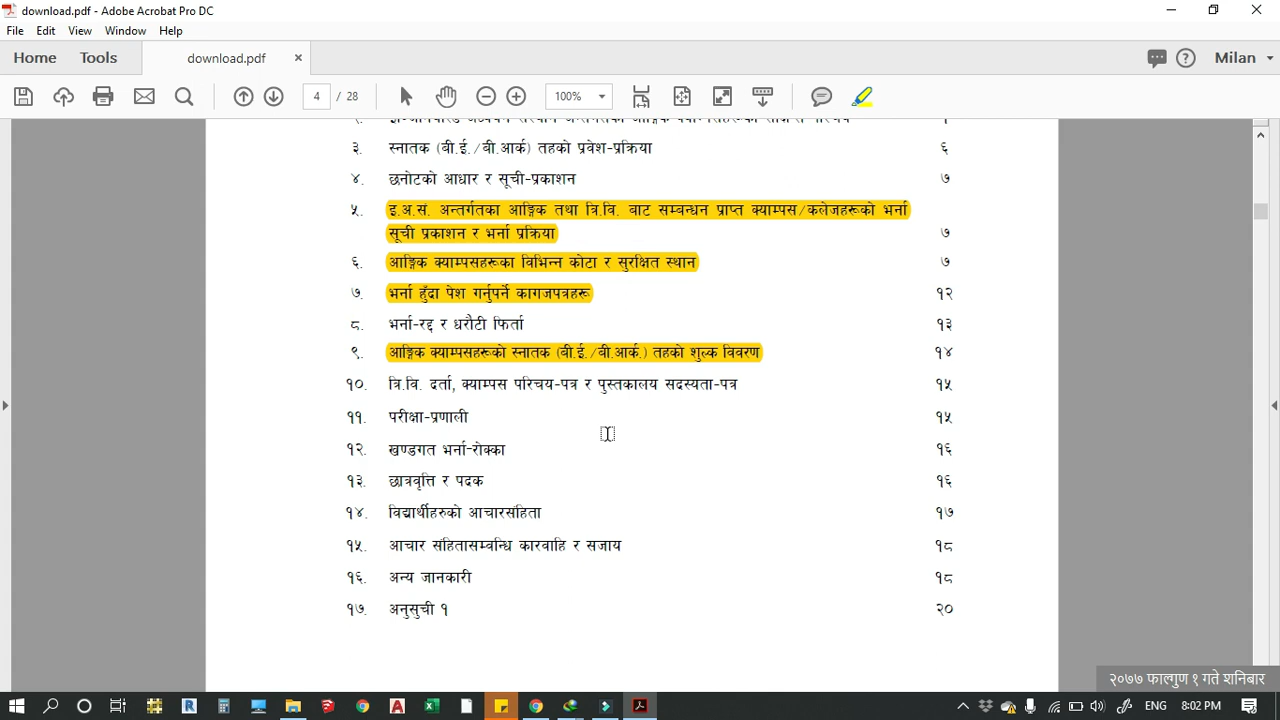 download.pdf - Adobe Acrobat Pro DC
File Edit View Window Help
Home Tools download.pdf × Milan
4 / 28 100%
३. स्नातक (बी.ई./बी.आर्क) तहको प्रवेश-प्रकिया ६
४. छनोटको आधार र सूची-प्रकाशन ७
५. इ.अ.सं. अन्तर्गतका आङ्गिक तथा त्रि.वि. बाट सम्बन्धन प्राप्त क्याम्पस/कलेजहरूको भर्ना
सूची प्रकाशन र भर्ना प्रक्रिया ७
६. आङ्गिक क्याम्पसहरूका विभिन्न कोटा र सुरक्षित स्थान ७
७. भर्ना हुँदा पेश गर्नुपर्ने कागजपत्रहरू १२
८. भर्ना-रद्द र धरौटी फिर्ता १३
९. आङ्गिक क्याम्पसहरूको स्नातक (बी.ई./बी.आर्क.) तहको शुल्क विवरण १४
१०. त्रि.वि. दर्ता, क्याम्पस परिचय-पत्र र पुस्तकालय सदस्यता-पत्र १५
११. परीक्षा-प्रणाली १५
१२. खण्डगत भर्ना-रोक्का १६
१३. छात्रवृत्ति र पदक १६
१४. विद्यार्थीहरुको आचारसंहिता १७
१५. आचार संहितासम्वन्धि कारवाहि र सजाय १८
१६. अन्य जानकारी १८
१७. अनुसुची १ २०
२०७७ फाल्गुण १ गते शनिबार
ENG 8:02 PM